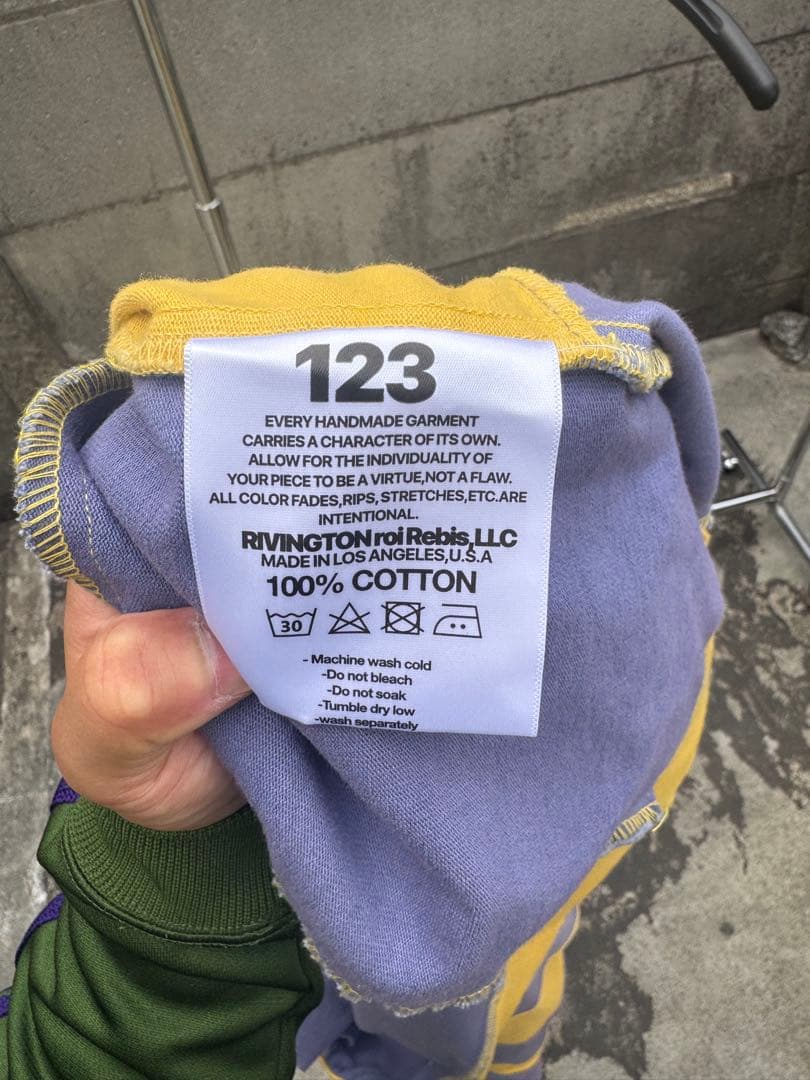 123
EVERY HANDMADE GARMENT
CARRIES A CHARACTER OF ITS OWN.
ALLOW FOR THE INDIVIDUALITY OF
YOUR PIECE TO BE A VIRTUE,NOT A FLAW.
ALL COLOR FADES,RIPS, STRETCHES,ETC.ARE
INTENTIONAL.
RIVINGTON roi Rebis,LLC
MADE IN LOS ANGELES,U.S.A
100% COTTON
30
- Machine wash cold
-Do not bleach
-Do not soak
-Tumble dry low
-wash separately